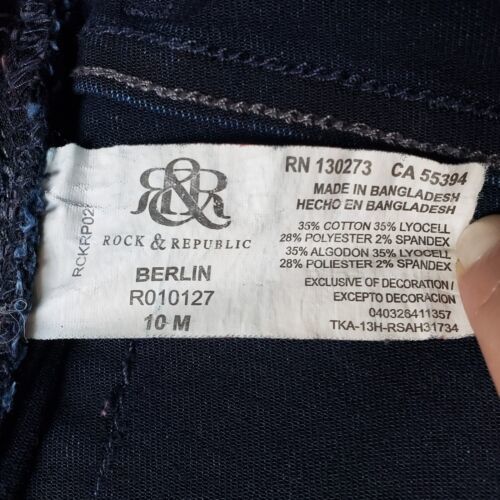 RCKRP02
R&R
ROCK & REPUBLIC
BERLIN
R010127
10 M
RN 130273 CA 55394
MADE IN BANGLADESH
HECHO EN BANGLADESH
35% COTTON 35% LYOCELL
28% POLYESTER 2% SPANDEX
35% ALGODON 35% LYOCELL
28% POLIESTER 2% SPANDEX
EXCLUSIVE OF DECORATION/
EXCEPTO DECORACION
040326411357
TKA-13H-RSAH31734